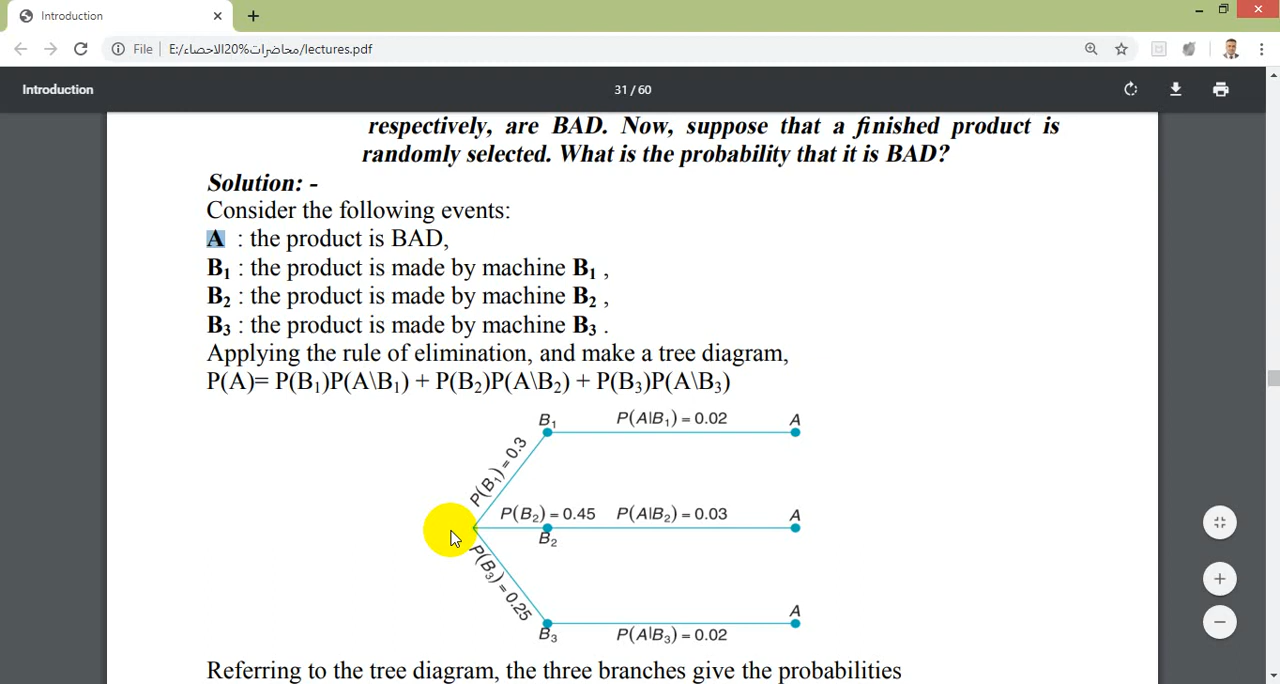 Introduction
File
E:/محاضرات%20الاحصاء/lectures.pdf
Introduction
31 / 60
respectively, are BAD. Now, suppose that a finished product is
randomly selected. What is the probability that it is BAD?
Solution: -
Consider the following events:
A : the product is BAD,
B₁ : the product is made by machine B₁ ,
B₂ : the product is made by machine B₂ ,
B₃ : the product is made by machine B₃ .
Applying the rule of elimination, and make a tree diagram,
P(A)= P(B₁)P(A\B₁) + P(B₂)P(A\B₂) + P(B₃)P(A\B₃)
B₁ P(A|B₁) = 0.02 A
P(B₁) = 0.3
P(B₂) = 0.45 P(A|B₂) = 0.03 A
B₂
P(B₃) = 0.25
A
B₃ P(A|B₃) = 0.02
Referring to the tree diagram, the three branches give the probabilities